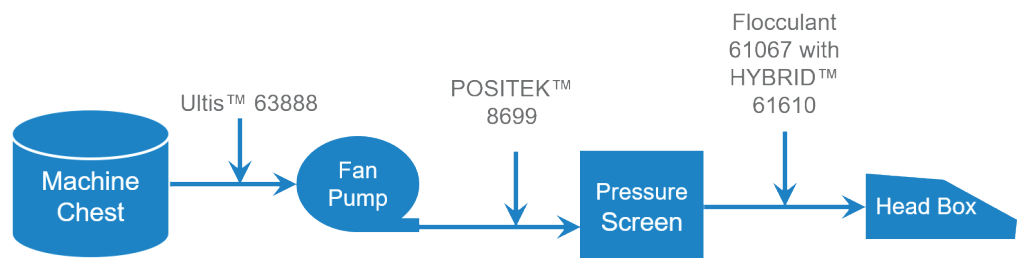 Ultis™ 63888
POSITEK™
8699
Flocculant
61067 with
HYBRID™
61610
Machine
Chest
Fan
Pump
Pressure
Screen
Head Box